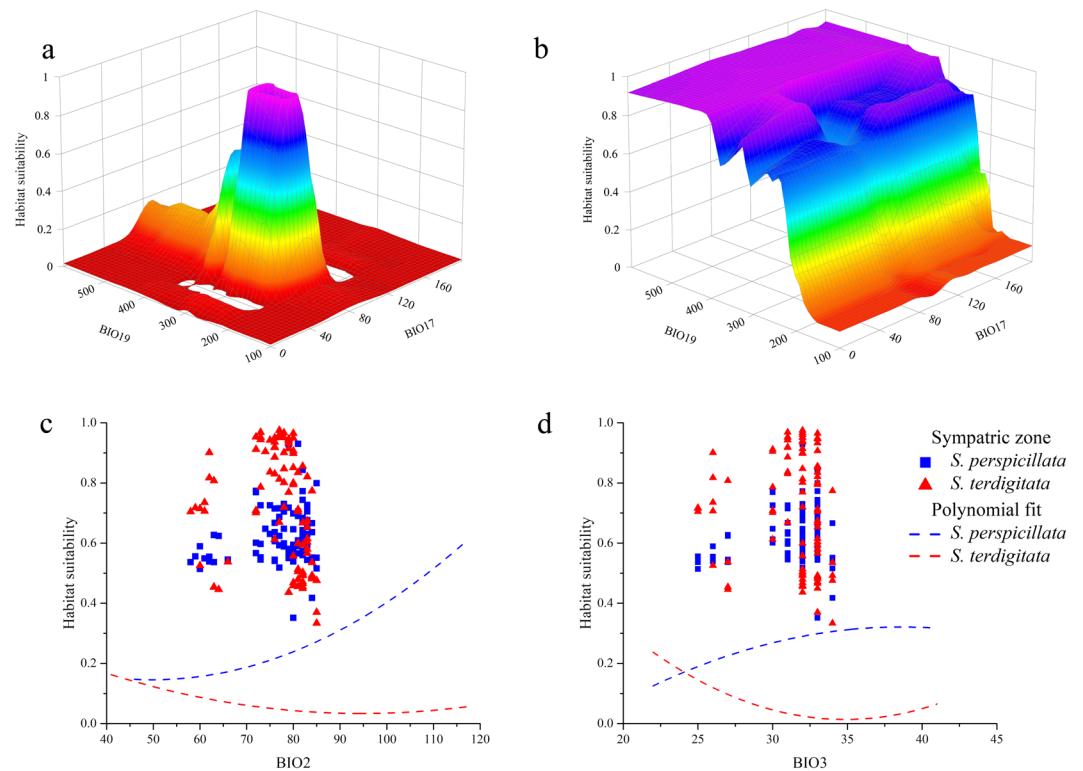 a
1
0.8
0.6
0.4
0.2
0
Habitat suitability
500
400
300
200
100
BIO19
0
40
80
120
160
BIO17
b
1
0.8
0.6
0.4
0.2
0
Habitat suitability
500
400
300
200
100
BIO19
0
40
80
120
160
BIO17
c
1.0
0.8
0.6
0.4
0.2
0.0
Habitat suitability
40 50 60 70 80 90 100 110 120
BIO2
d
1.0
0.8
0.6
0.4
0.2
0.0
Habitat suitability
20 25 30 35 40 45
BIO3
Sympatric zone
S. perspicillata
S. terdigitata
Polynomial fit
S. perspicillata
S. terdigitata